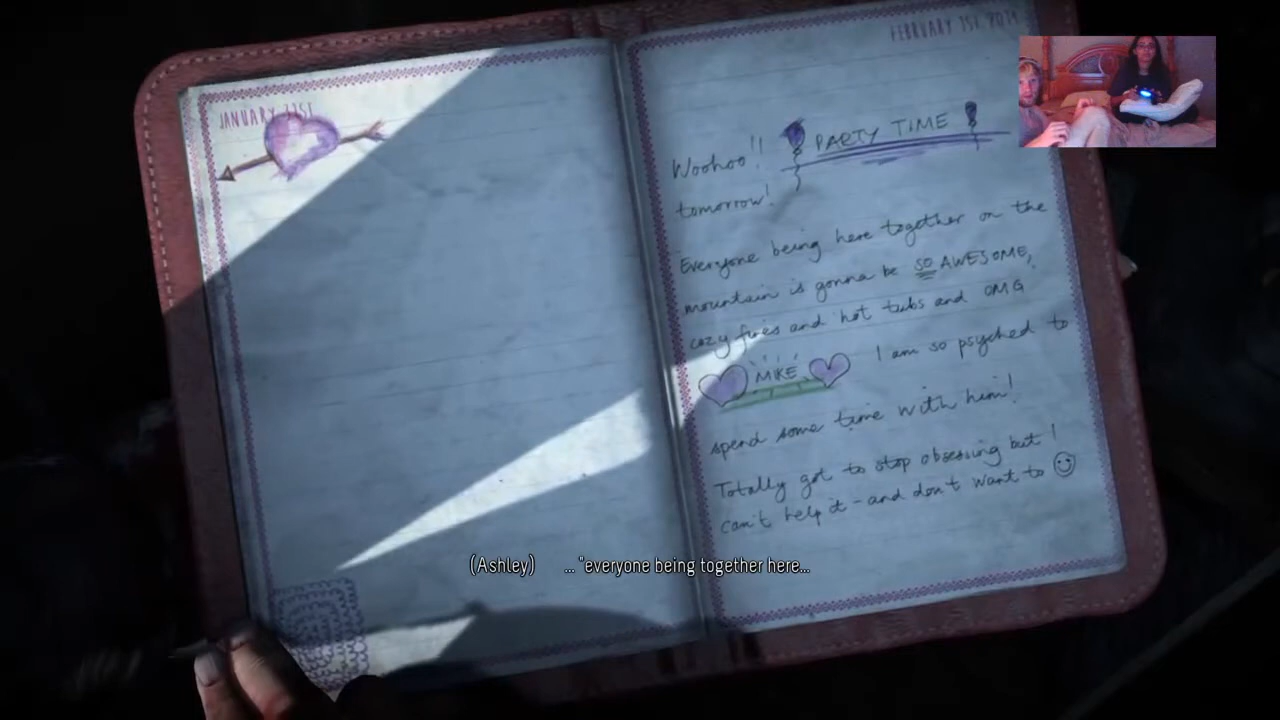 JANUARY 31ST
FEBRUARY 1ST, 2014
Woohoo!! PARTY TIME
tomorrow!
Everyone being here together on the
mountain is gonna be SO AWESOME,
cozy fires and hot tubs and OMG
MIKE I am so psyched to
spend some time with him!
Totally got to stop obsessing but I
can't help it - and don't want to
(Ashley) ... "everyone being together here...